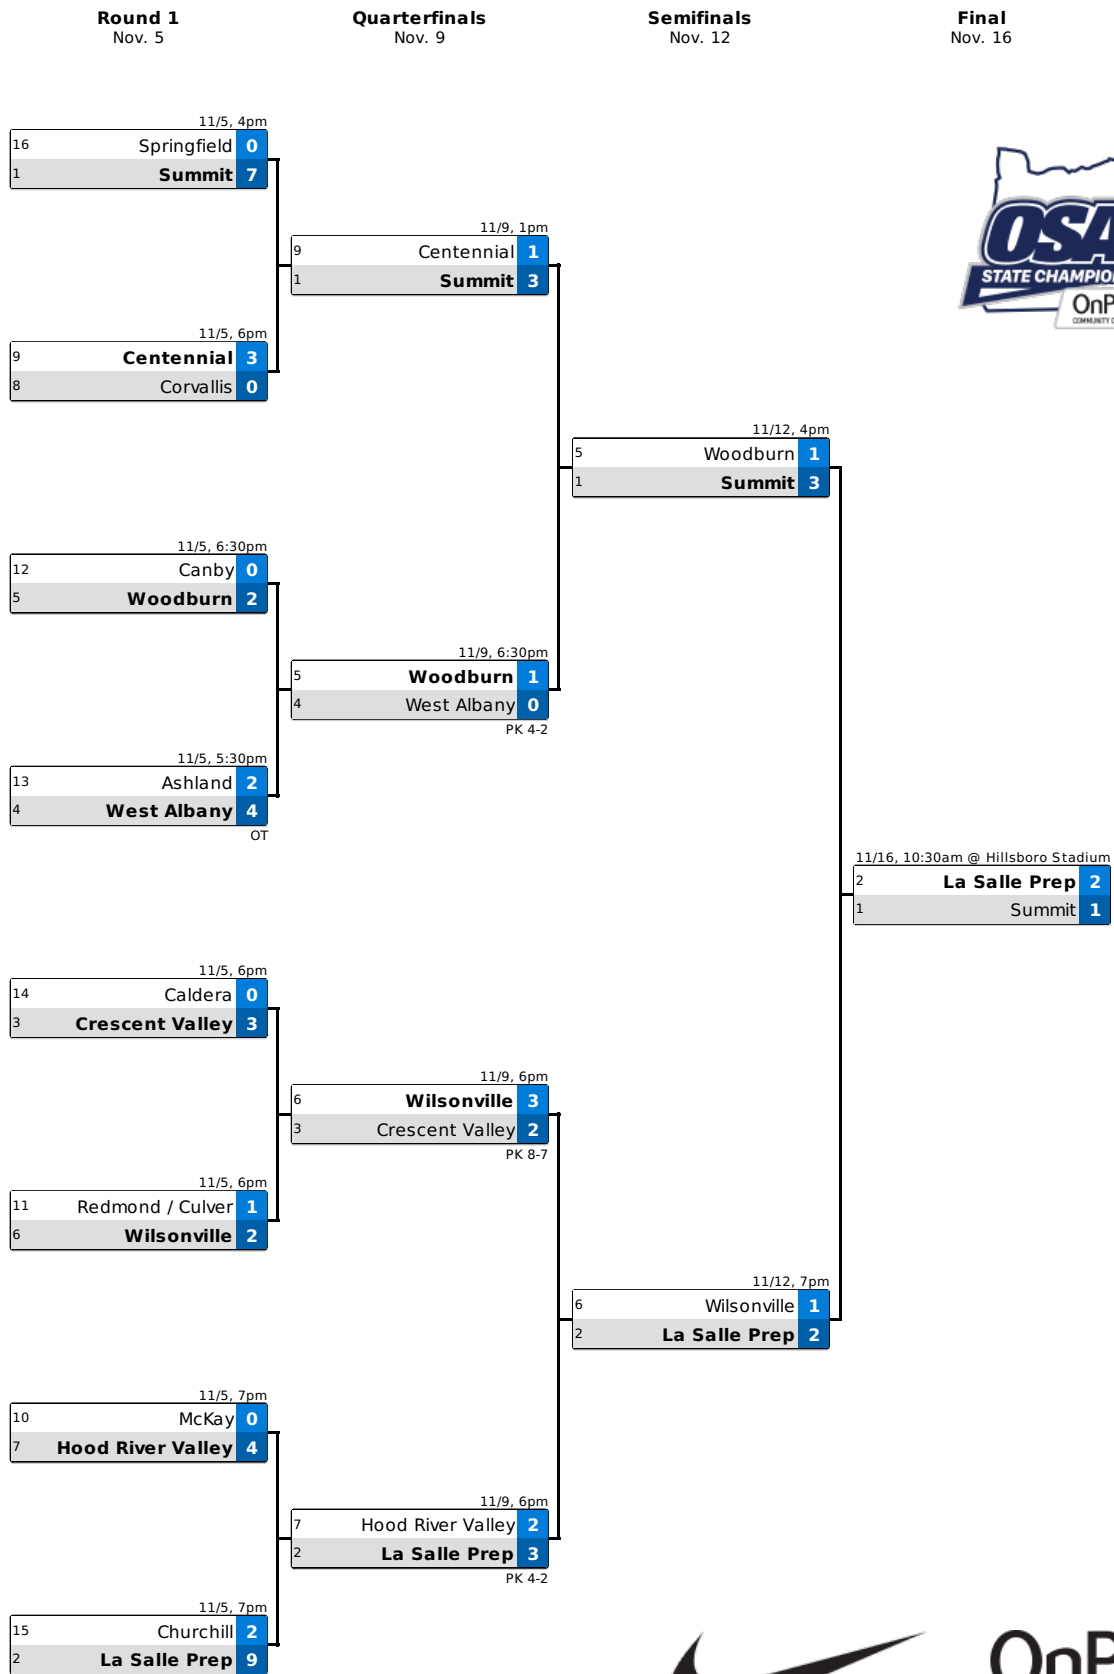 Round 1
Nov. 5
Quarterfinals
Nov. 9
Semifinals
Nov. 12
Final
Nov. 16
11/5, 4pm
16 Springfield 0
1 Summit 7
11/5, 6pm
9 Centennial 3
8 Corvallis 0
11/5, 6:30pm
12 Canby 0
5 Woodburn 2
11/5, 5:30pm
13 Ashland 2
4 West Albany 4
OT
11/5, 6pm
14 Caldera 0
3 Crescent Valley 3
11/5, 6pm
11 Redmond / Culver 1
6 Wilsonville 2
11/5, 7pm
10 McKay 0
7 Hood River Valley 4
11/5, 7pm
15 Churchill 2
2 La Salle Prep 9
11/9, 1pm
9 Centennial 1
1 Summit 3
11/9, 6:30pm
5 Woodburn 1
4 West Albany 0
PK 4-2
11/9, 6pm
6 Wilsonville 3
3 Crescent Valley 2
PK 8-7
11/9, 6pm
7 Hood River Valley 2
2 La Salle Prep 3
PK 4-2
11/12, 4pm
5 Woodburn 1
1 Summit 3
11/12, 7pm
6 Wilsonville 1
2 La Salle Prep 2
11/16, 10:30am @ Hillsboro Stadium
2 La Salle Prep 2
1 Summit 1
OSA
STATE CHAMPIO
OnP
COMMUNITY
OnP